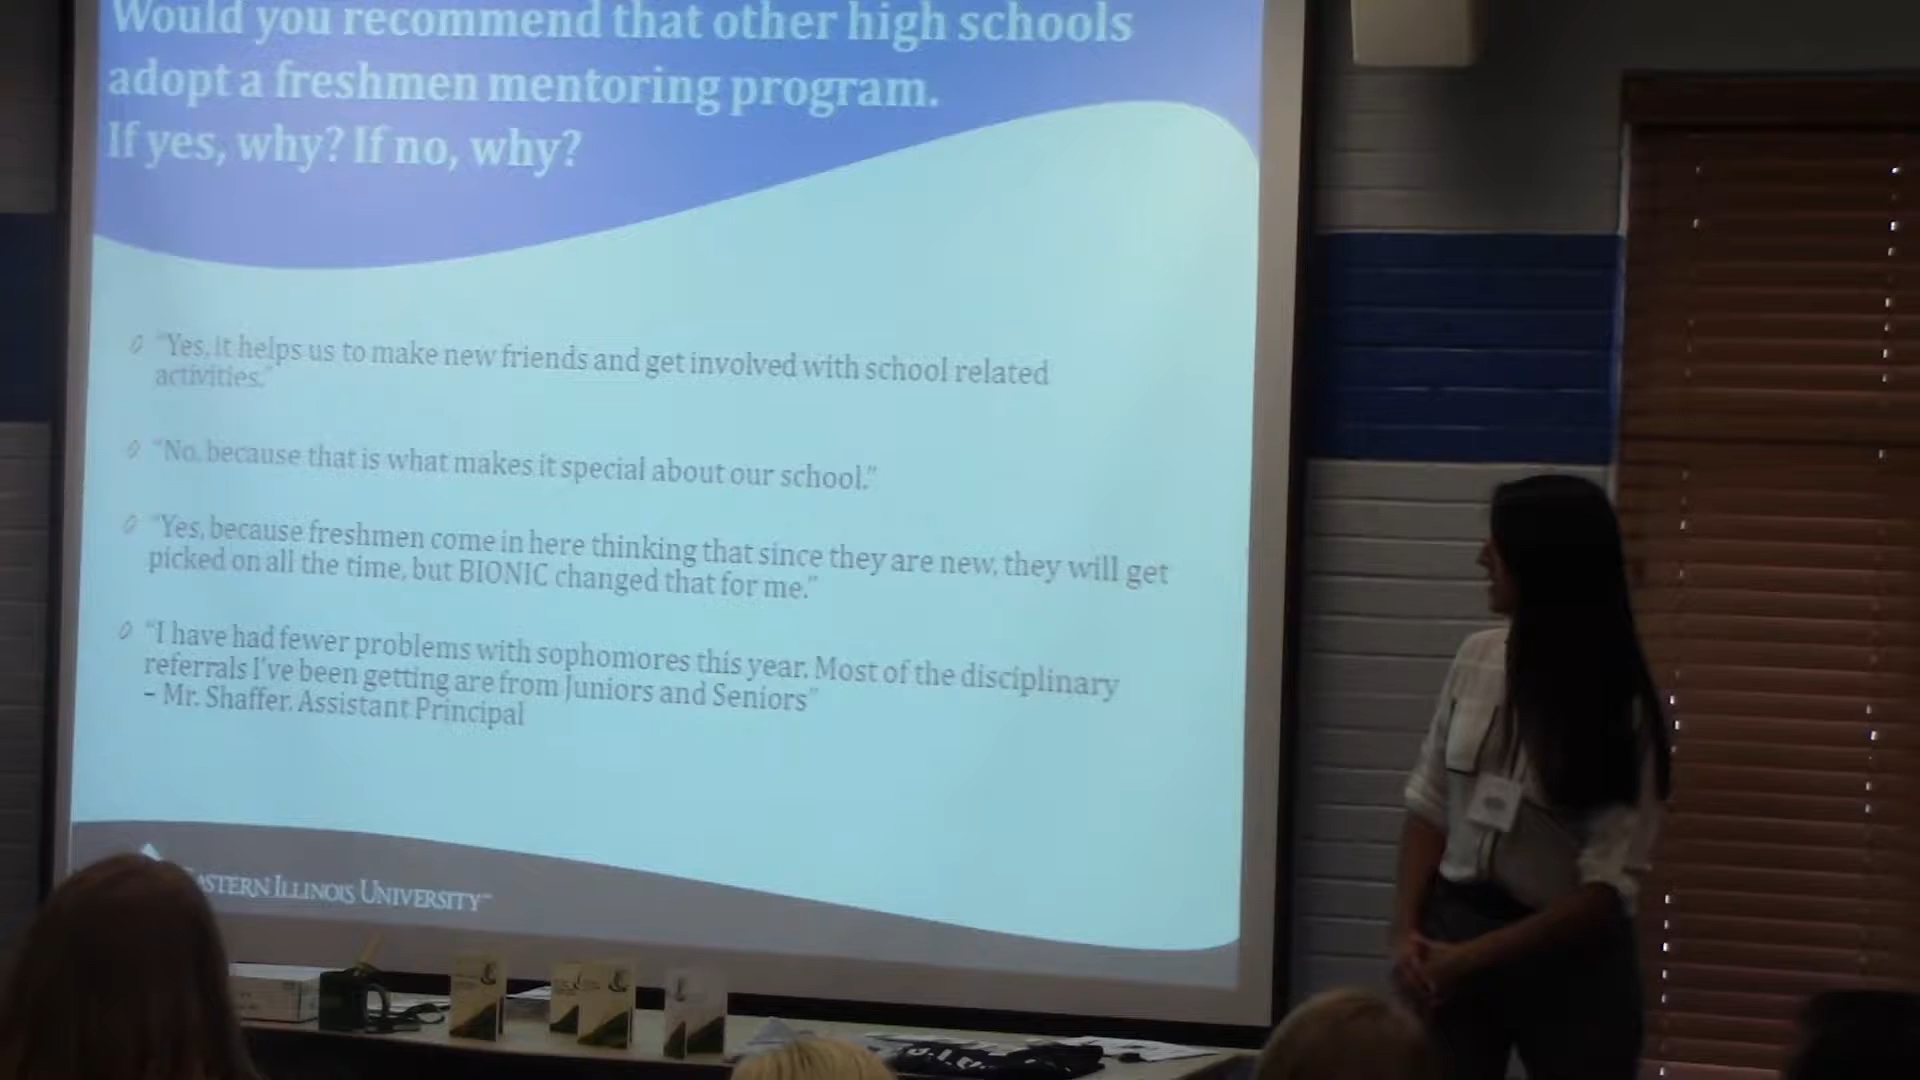 Would you recommend that other high schools
adopt a freshmen mentoring program.
If yes, why? If no, why?
"Yes, it helps us to make new friends and get involved with school related
activities."
"No, because that is what makes it special about our school."
"Yes, because freshmen come in here thinking that since they are new, they will get
picked on all the time, but BIONIC changed that for me."
"I have had fewer problems with sophomores this year. Most of the disciplinary
referrals I've been getting are from Juniors and Seniors"
– Mr. Shaffer, Assistant Principal
ASTERN ILLINOIS UNIVERSITY™